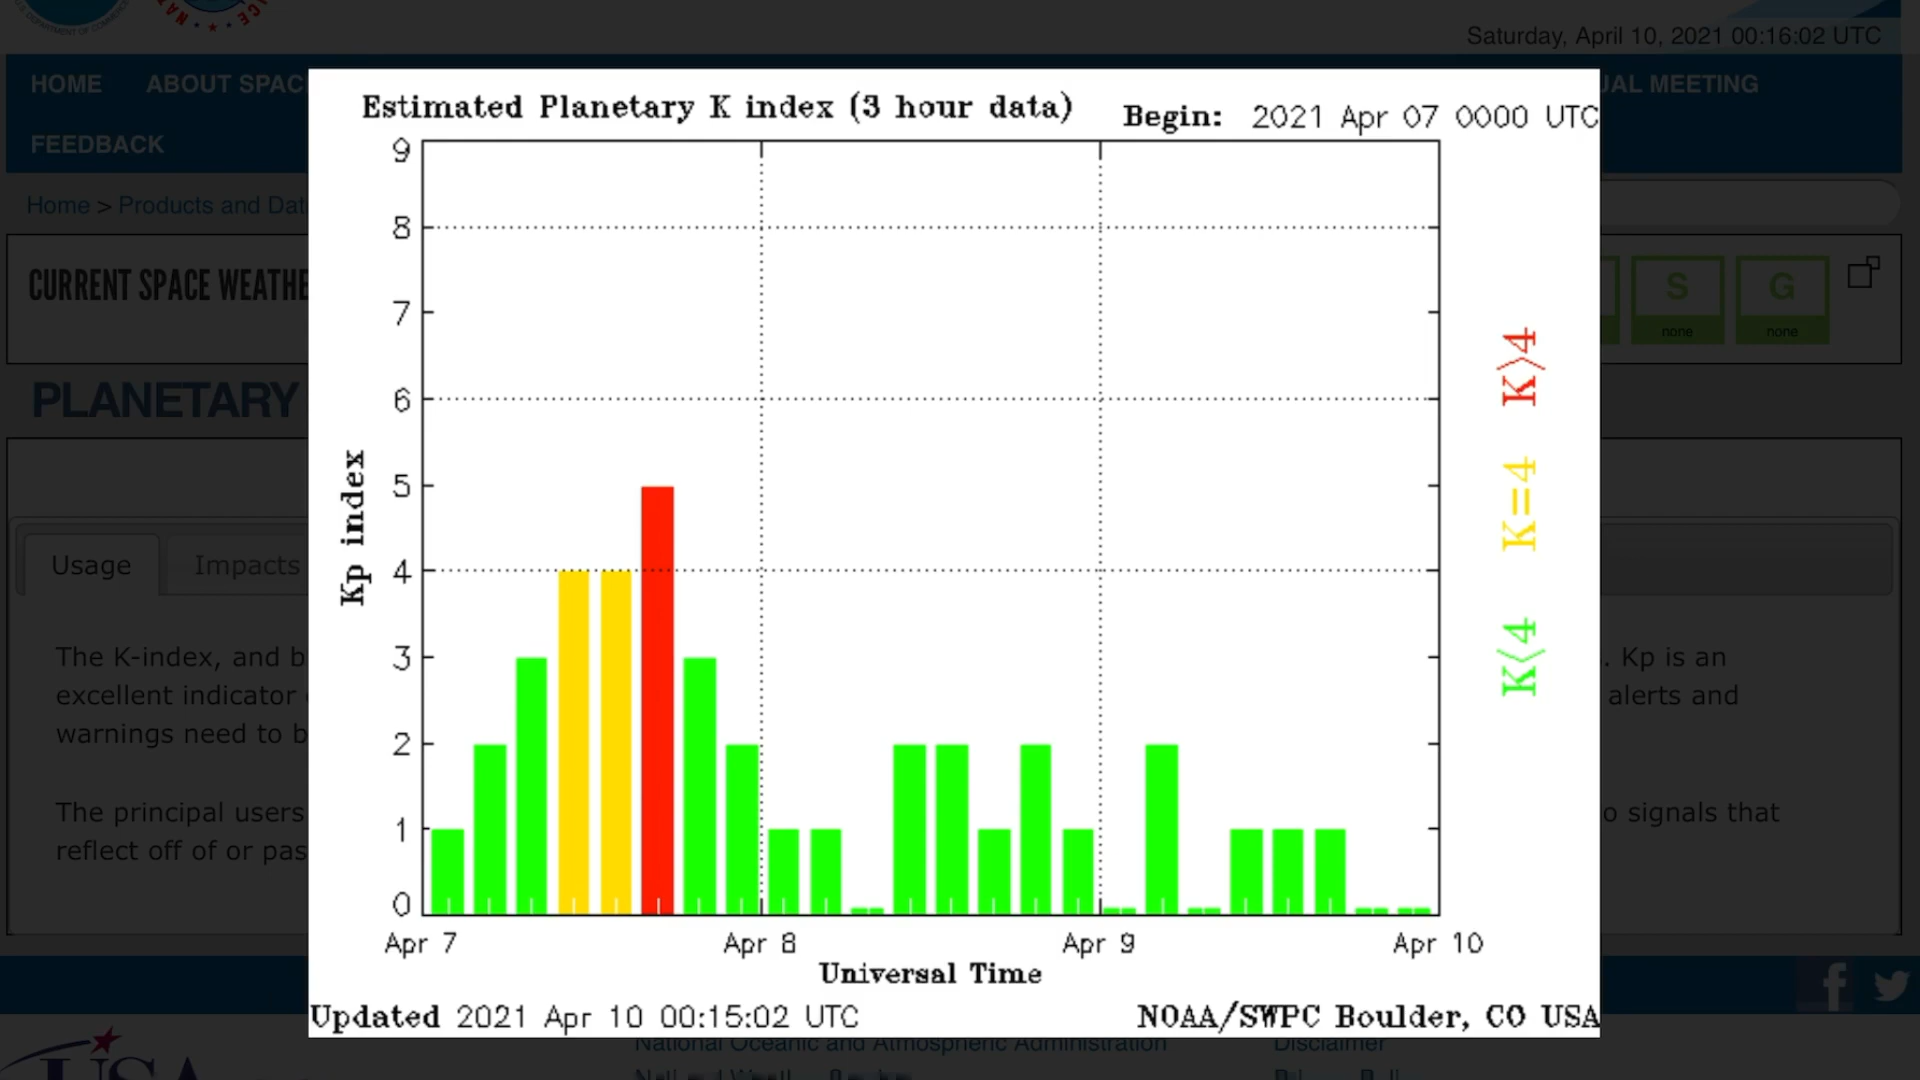 U.S. DEPARTMENT OF COMMERCE
Saturday, April 10, 2021 00:16:02 UTC
HOME
ABOUT
MEETING
FEEDBACK
Home > Products and
CURRENT SPACE
S
none
G
none
PLANETARY
Usage
Impacts
The K-index, and
. Kp is an
excellent indicator
alerts and
warnings need to
The principal users
signals that
reflect off of or
Estimated Planetary K index (3 hour data)
Begin: 2021 Apr 07 0000 UTC
9
8
7
6
5
4
3
2
1
0
Kp index
K>4
K=4
K<4
Apr 7
Apr 8
Apr 9
Apr 10
Universal Time
Updated 2021 Apr 10 00:15:02 UTC
NOAA/SWPC Boulder, CO USA
National Oceanic and Atmospheric Administration
Disclaimer
USA